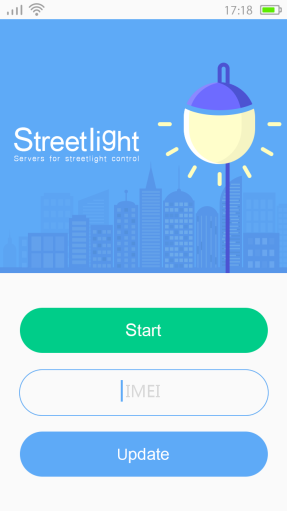 17:18
Streetlight
Servers for streetlight control
Start
IMEI
Update